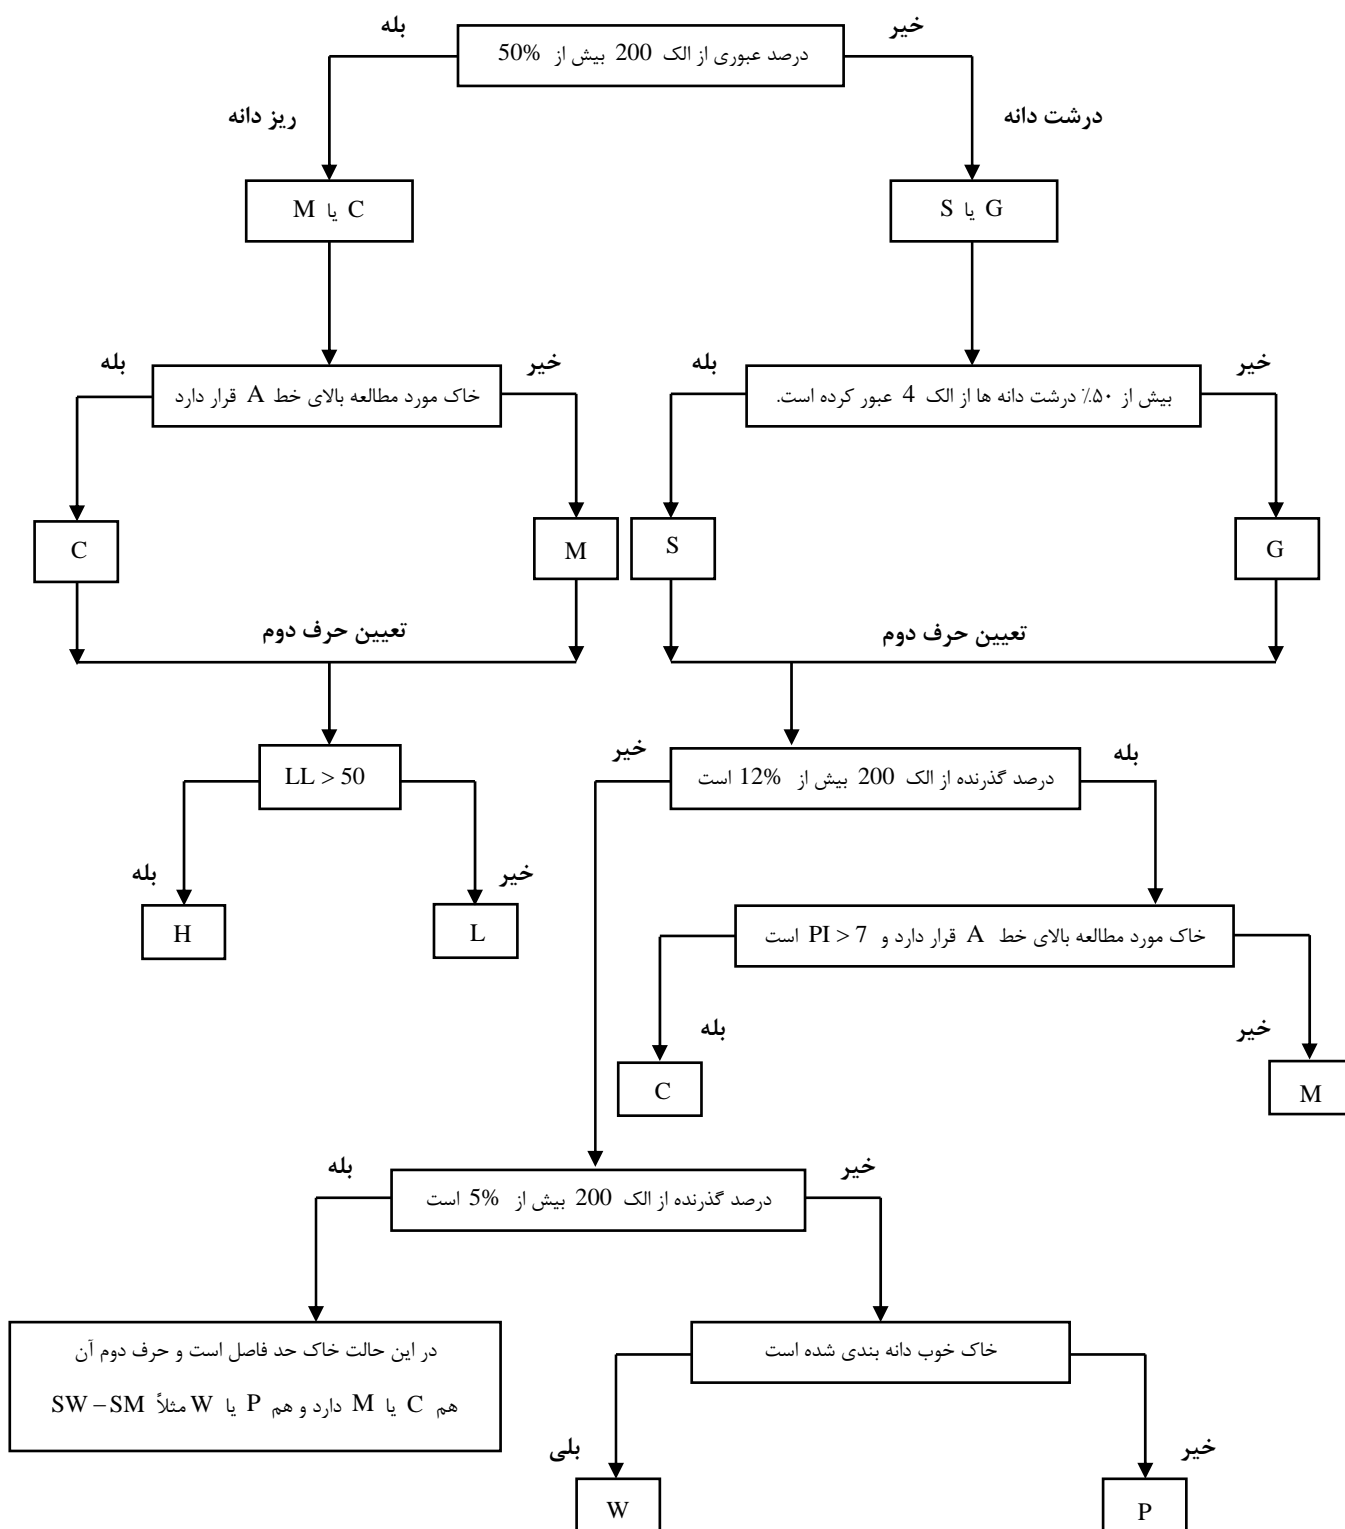 خیر
بله
درصد عبوری از الک 200 بیش از 50%
درشت دانه
ریز دانه
G یا S
C یا M
خیر
بله
خیر
بله
بیش از ۵۰٪ درشت دانه ها از الک 4 عبور کرده است.
خاک مورد مطالعه بالای خط A قرار دارد
G
S
M
C
تعیین حرف دوم
تعیین حرف دوم
بله
خیر
درصد گذرنده از الک 200 بیش از 12% است
LL > 50
خیر
بله
L
H
خاک مورد مطالعه بالای خط A قرار دارد و PI > 7 است
خیر
بله
M
C
خیر
بله
درصد گذرنده از الک 200 بیش از 5% است
خاک خوب دانه بندی شده است
در این حالت خاک حد فاصل است و حرف دوم آن
هم C یا M دارد و هم P یا W مثلاً SW – SM
خیر
بلی
P
W